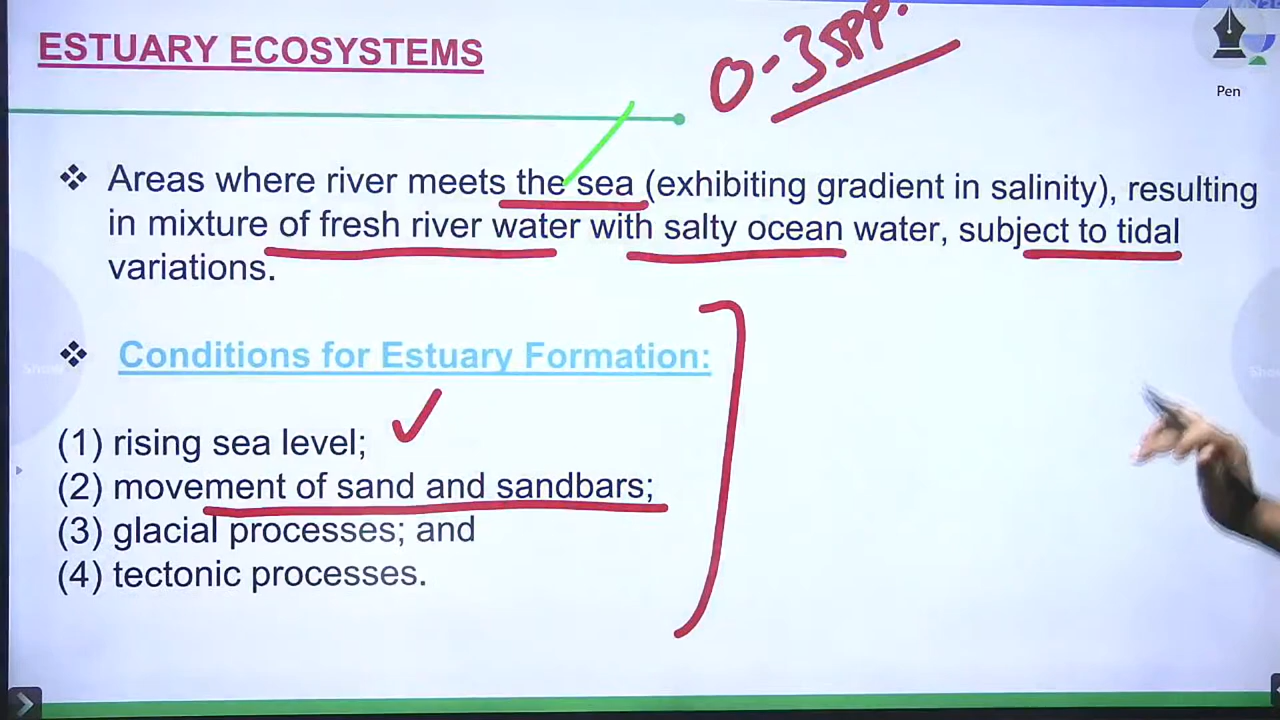 ESTUARY ECOSYSTEMS
0-35pp.
Pen
❖ Areas where river meets the sea (exhibiting gradient in salinity), resulting
in mixture of fresh river water with salty ocean water, subject to tidal
variations.
❖ Conditions for Estuary Formation:
(1) rising sea level;
(2) movement of sand and sandbars;
(3) glacial processes; and
(4) tectonic processes.
Show